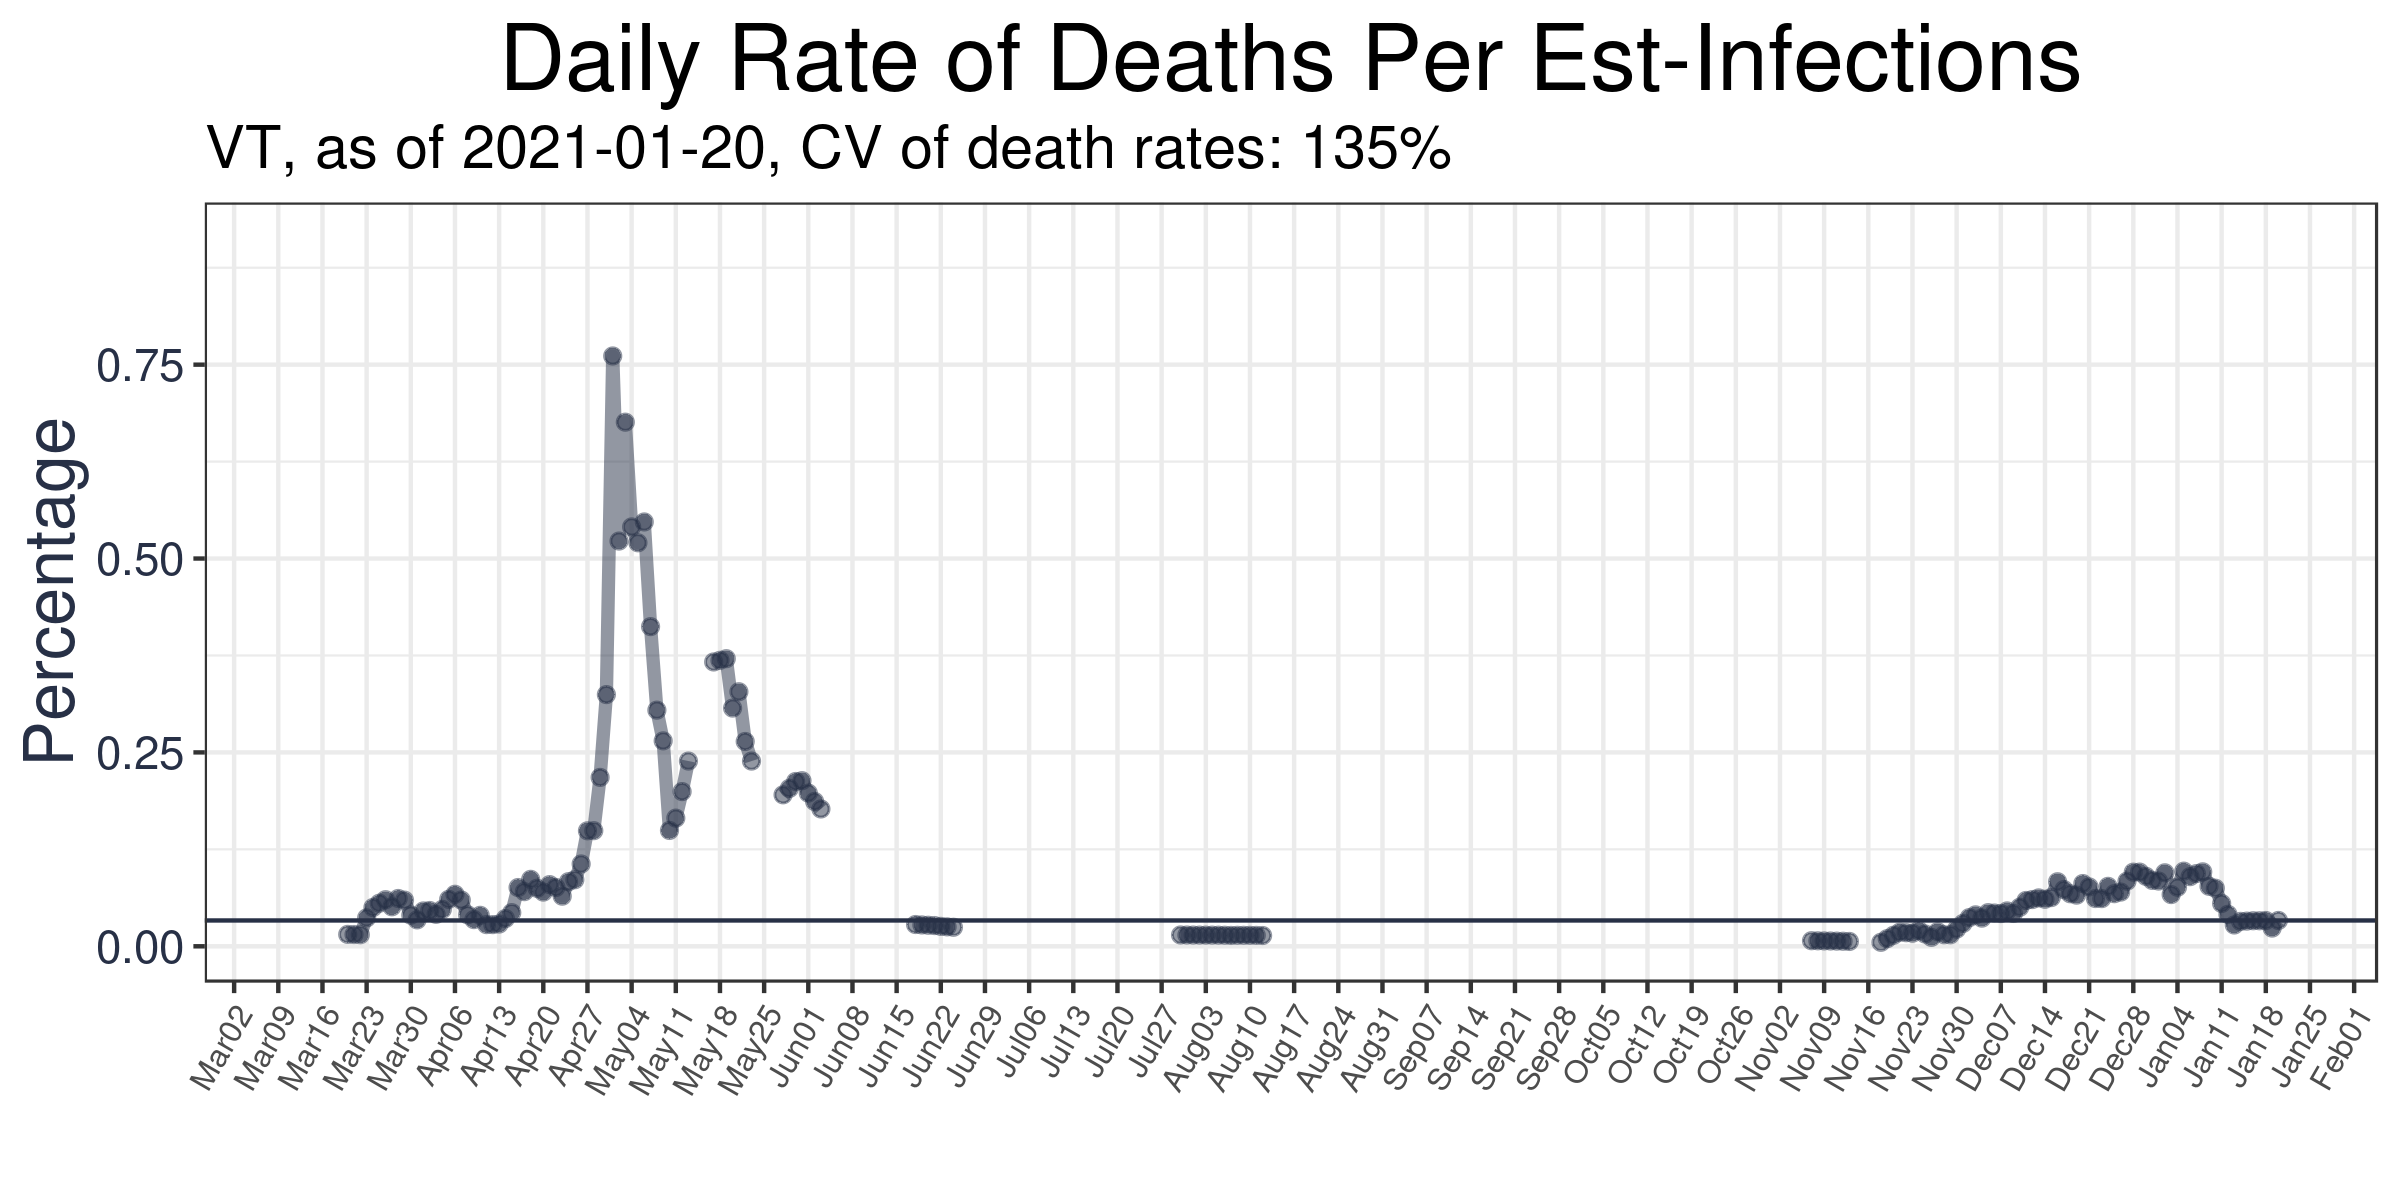 Daily Rate of Deaths Per Est-Infections
VT, as of 2021-01-20, CV of death rates: 135%
Percentage
0.75
0.50
0.25
0.00
Mar02
Mar09
Mar16
Mar23
Mar30
Apr06
Apr13
Apr20
Apr27
May04
May11
May18
May25
Jun01
Jun08
Jun15
Jun22
Jun29
Jul06
Jul13
Jul20
Jul27
Aug03
Aug10
Aug17
Aug24
Aug31
Sep07
Sep14
Sep21
Sep28
Oct05
Oct12
Oct19
Oct26
Nov02
Nov09
Nov16
Nov23
Nov30
Dec07
Dec14
Dec21
Dec28
Jan04
Jan11
Jan18
Jan25
Feb01